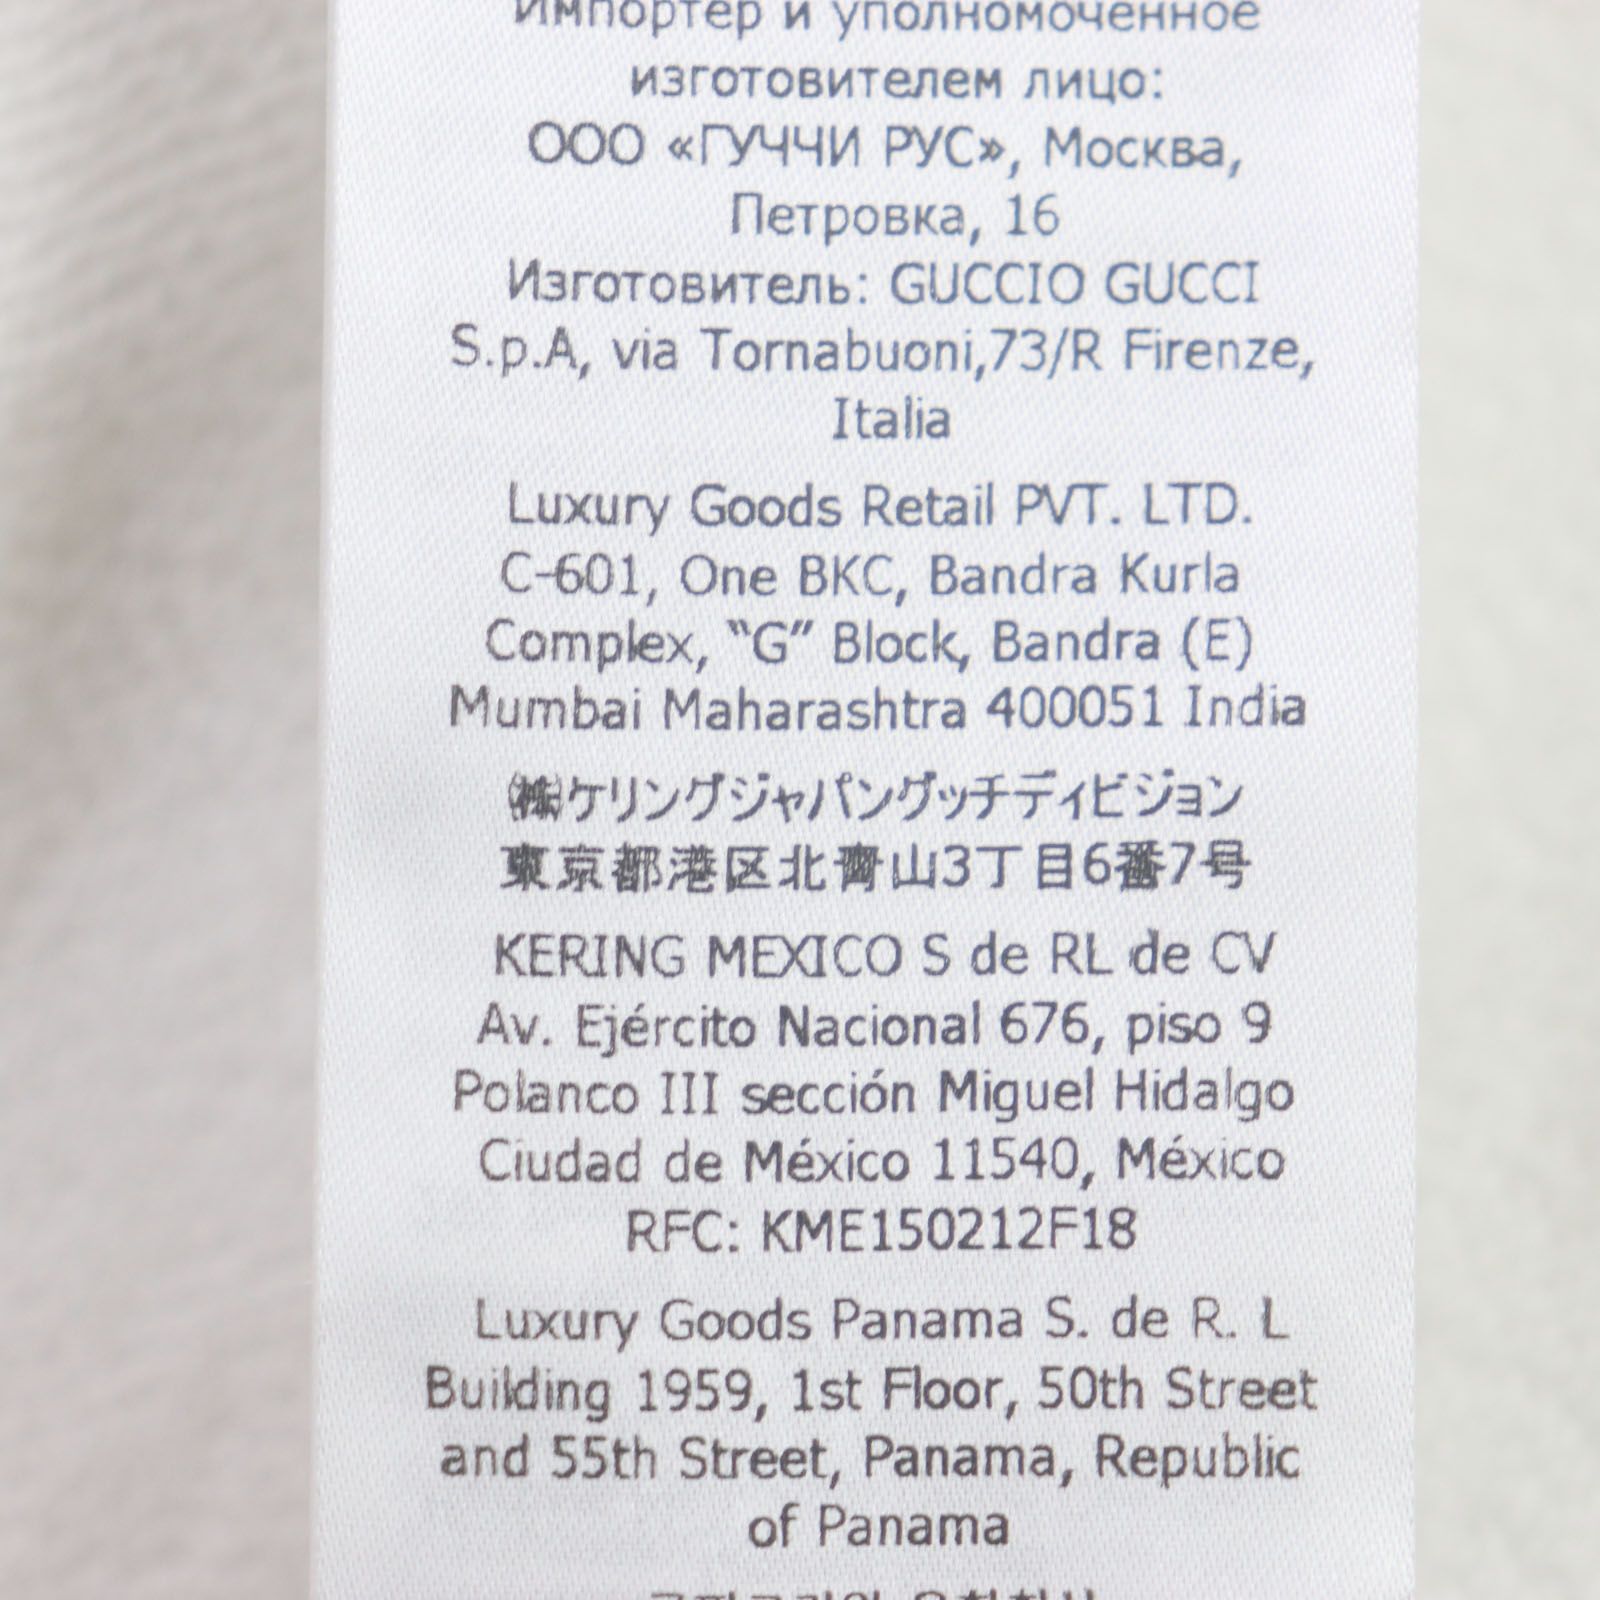 Импортер и уполномоченное
изготовителем лицо:
ООО «ГУЧЧИ РУС», Москва,
Петровка, 16
Изготовитель: GUCCIO GUCCI
S.p.A, via Tornabuoni,73/R Firenze,
Italia
Luxury Goods Retail PVT. LTD.
C-601, One BKC, Bandra Kurla
Complex, “G” Block, Bandra (E)
Mumbai Maharashtra 400051 India
㈱ケリングジャパングッチディビジョン
東京都港区北青山3丁目6番7号
KERING MEXICO S de RL de CV
Av. Ejército Nacional 676, piso 9
Polanco III sección Miguel Hidalgo
Ciudad de México 11540, México
RFC: KME150212F18
Luxury Goods Panama S. de R. L
Building 1959, 1st Floor, 50th Street
and 55th Street, Panama, Republic
of Panama